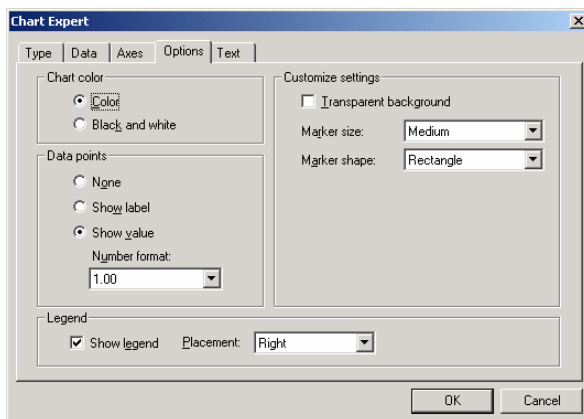 Chart Expert
Type Data Axes Options Text
Chart color
Color
Black and white
Data points
None
Show label
Show value
Number format:
1.00
Customize settings
Transparent background
Marker size: Medium
Marker shape: Rectangle
Legend
Show legend Placement: Right
OK Cancel